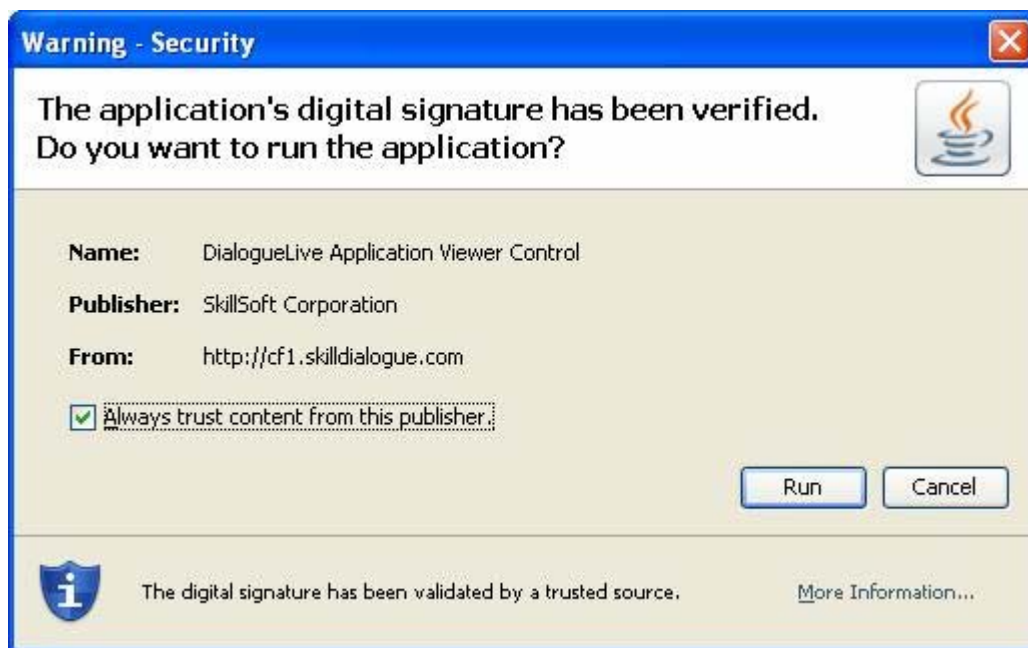 Warning - Security
The application's digital signature has been verified.
Do you want to run the application?
Name: DialogueLive Application Viewer Control
Publisher: SkillSoft Corporation
From: http://cf1.skilldialogue.com
Always trust content from this publisher.
Run Cancel
The digital signature has been validated by a trusted source. More Information...